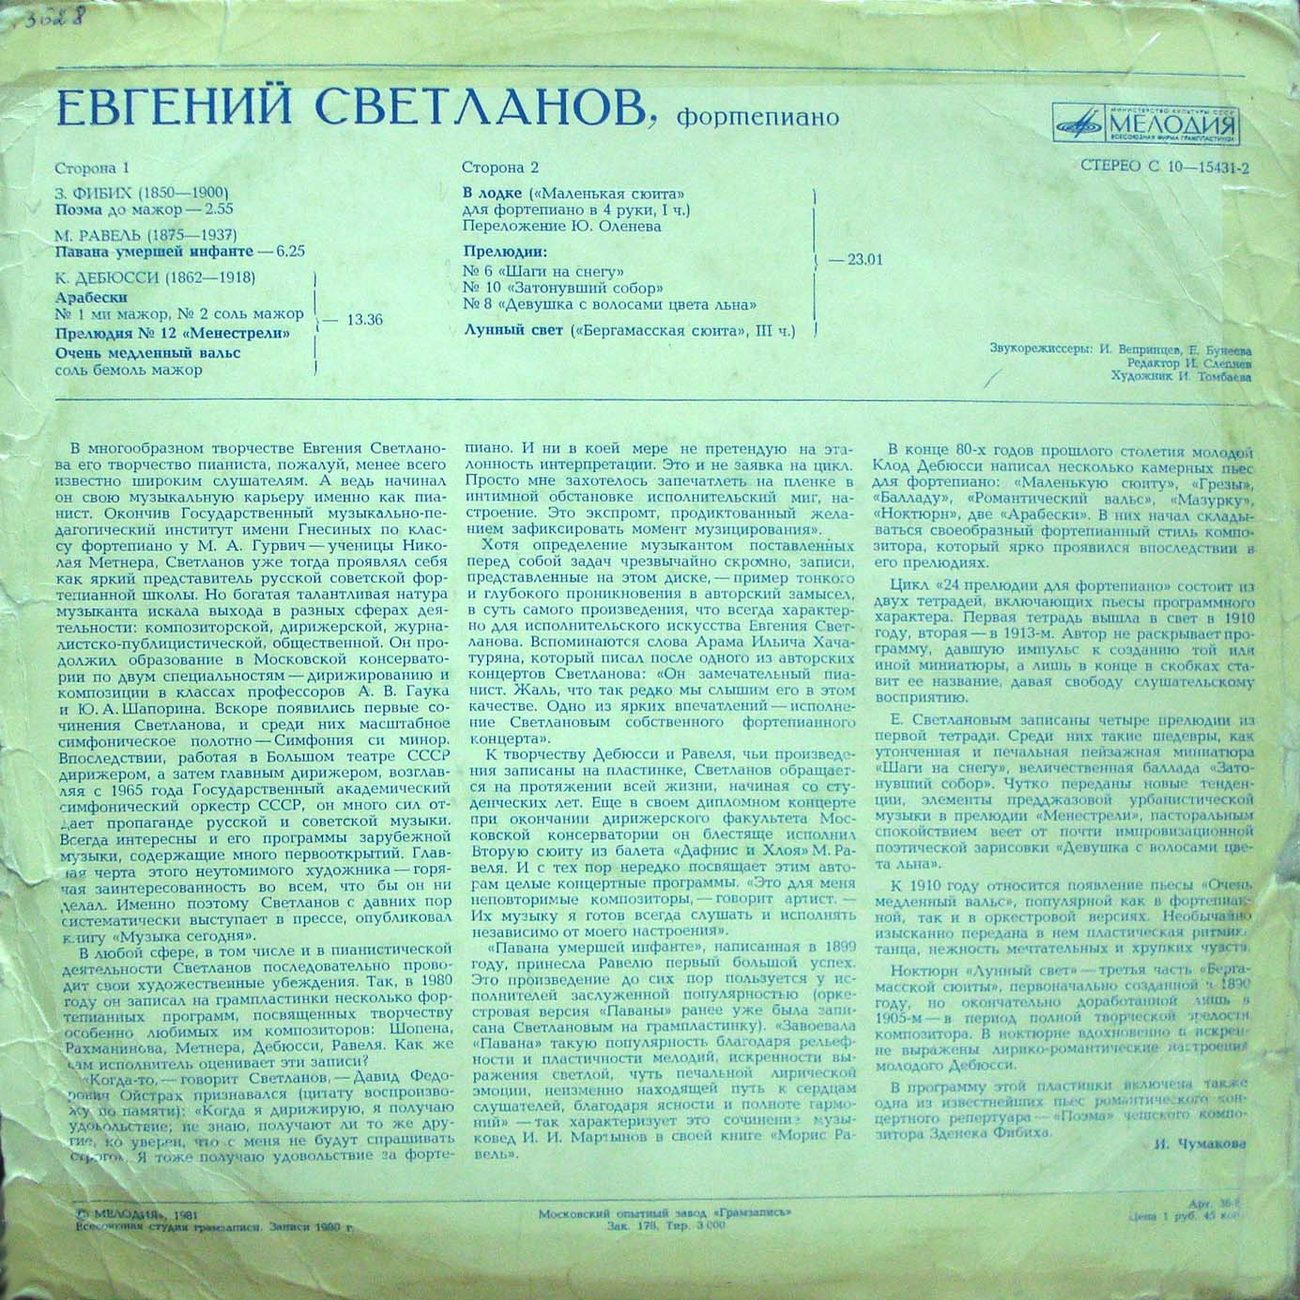 3628
ЕВГЕНИЙ СВЕТЛАНОВ, фортепиано
МИНИСТЕРСТВО КУЛЬТУРЫ СССР
МЕЛОДИЯ
ВСЕСОЮЗНАЯ ФИРМА ГРАМПЛАСТИНОК
СТЕРЕО С 10—15431-2
Сторона 1
З. ФИБИХ (1850—1900)
Поэма до мажор — 2.55
М. РАВЕЛЬ (1875—1937)
Павана умершей инфанте — 6.25
К. ДЕБЮССИ (1862—1918)
Арабески
№ 1 ми мажор, № 2 соль мажор
Прелюдия № 12 «Менестрели»
Очень медленный вальс
соль бемоль мажор
— 13.36
Сторона 2
В лодке («Маленькая сюита»
для фортепиано в 4 руки, I ч.)
Переложение Ю. Оленева
Прелюдии:
№ 6 «Шаги на снегу»
№ 10 «Затонувший собор»
№ 8 «Девушка с волосами цвета льна»
Лунный свет («Бергамасская сюита», III ч.)
— 23.01
Звукорежиссеры: И. Вепринцев, Е. Бунеева
Редактор И. Слепнев
Художник И. Томбаева
В многообразном творчестве Евгения Светлано-
ва его творчество пианиста, пожалуй, менее всего
известно широким слушателям. А ведь начинал
он свою музыкальную карьеру именно как пиа-
нист. Окончив Государственный музыкально-пе-
дагогический институт имени Гнесиных по клас-
су фортепиано у М. А. Гурвич — ученицы Нико-
лая Метнера, Светланов уже тогда проявлял себя
как яркий представитель русской советской фор-
тепианной школы. Но богатая талантливая натура
музыканта искала выхода в разных сферах дея-
тельности: композиторской, дирижерской, журна-
листско-публицистической, общественной. Он про-
должил образование в Московской консервато-
рии по двум специальностям — дирижированию и
композиции в классах профессоров А. В. Гаука
и Ю. А. Шапорина. Вскоре появились первые со-
чинения Светланова, и среди них масштабное
симфоническое полотно — Симфония си минор.
Впоследствии, работая в Большом театре СССР
дирижером, а затем главным дирижером, возглав-
ляя с 1965 года Государственный академический
симфонический оркестр СССР, он много сил от-
дает пропаганде русской и советской музыки.
Всегда интересны и его программы зарубежной
музыки, содержащие много первооткрытий. Глав-
ная черта этого неутомимого художника — горя-
чая заинтересованность во всем, что бы он ни
делал. Именно поэтому Светланов с давних пор
систематически выступает в прессе, опубликовал
книгу «Музыка сегодня».
В любой сфере, в том числе и в пианистической
деятельности Светланов последовательно прово-
дит свои художественные убеждения. Так, в 1980
году он записал на грампластинки несколько фор-
тепианных программ, посвященных творчеству
особенно любимых им композиторов: Шопена,
Рахманинова, Метнера, Дебюсси, Равеля. Как же
сам исполнитель оценивает эти записи?
«Когда-то, — говорит Светланов, — Давид Федо-
рович Ойстрах признавался (цитату воспроизво-
жу по памяти): «Когда я дирижирую, я получаю
удовольствие; не знаю, получают ли то же дру-
гие, но уверен, что с меня не будут спрашивать
строго». Я тоже получаю удовольствие за форте-
пиано. И ни в коей мере не претендую на эта-
лонность интерпретации. Это и не заявка на цикл.
Просто мне захотелось запечатлеть на пленке в
интимной обстановке исполнительский миг, на-
строение. Это экспромт, продиктованный жела-
нием зафиксировать момент музицирования».
Хотя определение музыкантом поставленных
перед собой задач чрезвычайно скромно, записи,
представленные на этом диске, — пример тонкого
и глубокого проникновения в авторский замысел,
в суть самого произведения, что всегда характер-
но для исполнительского искусства Евгения Свет-
ланова. Вспоминаются слова Арама Ильича Хача-
туряна, который писал после одного из авторских
концертов Светланова: «Он замечательный пиа-
нист. Жаль, что так редко мы слышим его в этом
качестве. Одно из ярких впечатлений — исполне-
ние Светлановым собственного фортепианного
концерта».
К творчеству Дебюсси и Равеля, чьи произведе-
ния записаны на пластинке, Светланов обращает-
ся на протяжении всей жизни, начиная со сту-
денческих лет. Еще в своем дипломном концерте
при окончании дирижерского факультета Мос-
ковской консерватории он блестяще исполнил
Вторую сюиту из балета «Дафнис и Хлоя» М. Ра-
веля. И с тех пор нередко посвящает этим авто-
рам целые концертные программы. «Это для меня
неповторимые композиторы, — говорит артист. —
Их музыку я готов всегда слушать и исполнять
независимо от моего настроения».
«Павана умершей инфанте», написанная в 1899
году, принесла Равелю первый большой успех.
Это произведение до сих пор пользуется у ис-
полнителей заслуженной популярностью (орке-
стровая версия «Паваны» ранее уже была запи-
сана Светлановым на грампластинку). «Завоевала
«Павана» такую популярность благодаря рельеф-
ности и пластичности мелодий, искренности вы-
ражения светлой, чуть печальной лирической
эмоции, неизменно находящей путь к сердцам
слушателей, благодаря ясности и полноте гармо-
ний» — так характеризует это сочинение музы-
ковед И. И. Мартынов в своей книге «Морис Ра-
вель».
В конце 80-х годов прошлого столетия молодой
Клод Дебюсси написал несколько камерных пьес
для фортепиано: «Маленькую сюиту», «Грезы»,
«Балладу», «Романтический вальс», «Мазурку»,
«Ноктюрн», две «Арабески». В них начал склады-
ваться своеобразный фортепианный стиль компо-
зитора, который ярко проявился впоследствии в
его прелюдиях.
Цикл «24 прелюдии для фортепиано» состоит из
двух тетрадей, включающих пьесы программного
характера. Первая тетрадь вышла в свет в 1910
году, вторая — в 1913-м. Автор не раскрывает про-
грамму, давшую импульс к созданию той или
иной миниатюры, а лишь в конце в скобках ста-
вит ее название, давая свободу слушательскому
восприятию.
Е. Светлановым записаны четыре прелюдии из
первой тетради. Среди них такие шедевры, как
утонченная и печальная пейзажная миниатюра
«Шаги на снегу», величественная баллада «Зато-
нувший собор». Чутко переданы новые тенден-
ции, элементы предджазовой урбанистической
музыки в прелюдии «Менестрели», пасторальным
спокойствием веет от почти импровизационной
поэтической зарисовки «Девушка с волосами цве-
та льна».
К 1910 году относится появление пьесы «Очень
медленный вальс», популярной как в фортепиан-
ной, так и в оркестровой версиях. Необычайно
изысканно передана в нем пластическая ритмика
танца, нежность мечтательных и хрупких чувств.
Ноктюрн «Лунный свет» — третья часть «Берга-
масской сюиты», первоначально созданной в 1890
году, но окончательно доработанной лишь в
1905-м — в период полной творческой зрелости
композитора. В ноктюрне вдохновенно и искрен-
не выражены лирико-романтические настроения
молодого Дебюсси.
В программу этой пластинки включена также
одна из известнейших пьес романтического кон-
цертного репертуара — «Поэма» чешского компо-
зитора Зденека Фибиха.
И. Чумакова
© МЕЛОДИЯ», 1981
Всесоюзная студия грамзаписи. Записи 1980 г.
Московский опытный завод «Грамзапись»
Зак. 178. Тир. 3 000
Арт. 36-
Цена 1 руб. 45 коп.